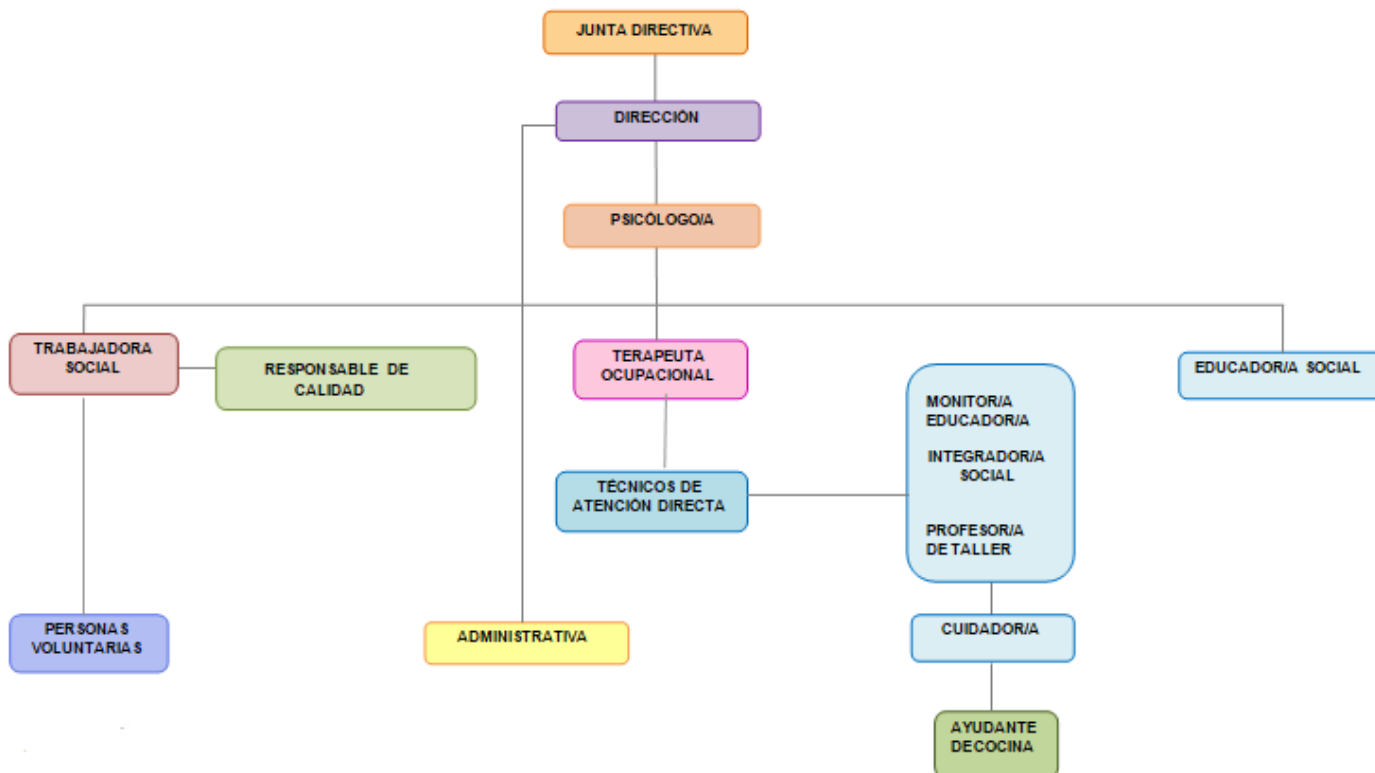 JUNTA DIRECTIVA
DIRECCIÓN
PSICÓLOGO/A
TRABAJADORA
SOCIAL
RESPONSABLE DE
CALIDAD
TERAPEUTA
OCUPACIONAL
EDUCADOR/A SOCIAL
MONITOR/A
EDUCADOR/A
INTEGRADOR/A
SOCIAL
PROFESOR/A
DE TALLER
TÉCNICOS DE
ATENCIÓN DIRECTA
PERSONAS
VOLUNTARIAS
ADMINISTRATIVA
CUIDADOR/A
AYUDANTE
DECOCINA